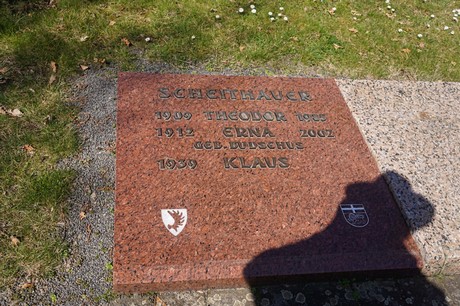 SCHEITHAUER
1909 THEODOR 1985
1912 ERNA 2002
GEB. DUDSCHUS
1939 KLAUS